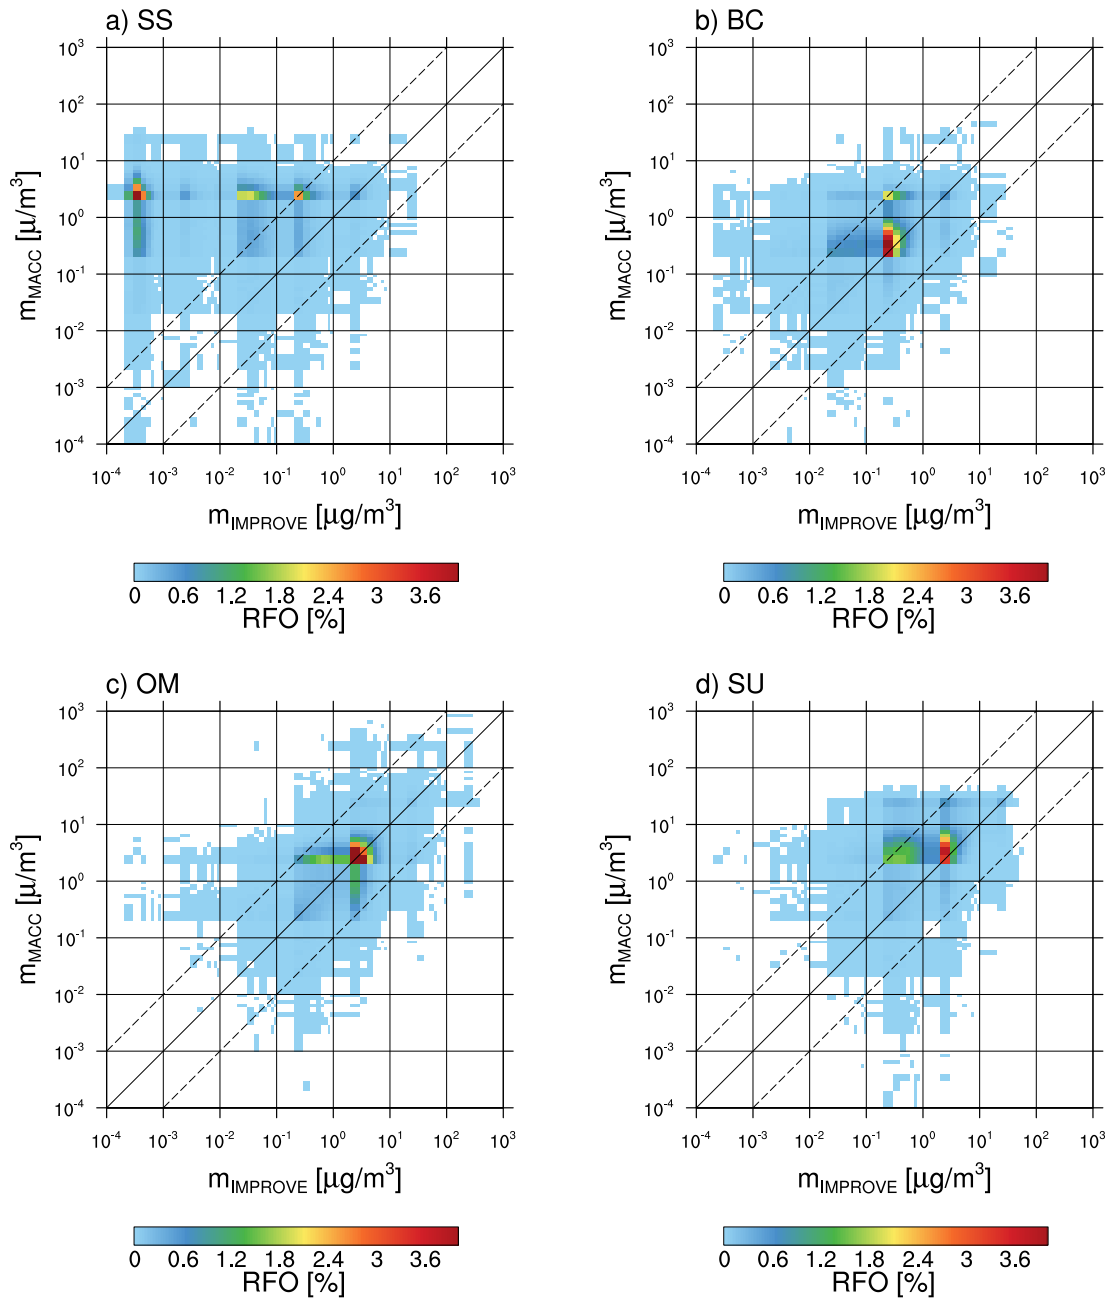 a) SS
b) BC
10³
10²
10¹
10⁰
10⁻¹
10⁻²
10⁻³
10⁻⁴
m_MACC [μ/m³]
10⁻⁴ 10⁻³ 10⁻² 10⁻¹ 10⁰ 10¹ 10² 10³
m_IMPROVE [μg/m³]
0 0.6 1.2 1.8 2.4 3 3.6
RFO [%]
10³
10²
10¹
10⁰
10⁻¹
10⁻²
10⁻³
10⁻⁴
m_MACC [μ/m³]
10⁻⁴ 10⁻³ 10⁻² 10⁻¹ 10⁰ 10¹ 10² 10³
m_IMPROVE [μg/m³]
0 0.6 1.2 1.8 2.4 3 3.6
RFO [%]
c) OM
d) SU
10³
10²
10¹
10⁰
10⁻¹
10⁻²
10⁻³
10⁻⁴
m_MACC [μ/m³]
10⁻⁴ 10⁻³ 10⁻² 10⁻¹ 10⁰ 10¹ 10² 10³
m_IMPROVE [μg/m³]
0 0.6 1.2 1.8 2.4 3 3.6
RFO [%]
10³
10²
10¹
10⁰
10⁻¹
10⁻²
10⁻³
10⁻⁴
m_MACC [μ/m³]
10⁻⁴ 10⁻³ 10⁻² 10⁻¹ 10⁰ 10¹ 10² 10³
m_IMPROVE [μg/m³]
0 0.6 1.2 1.8 2.4 3 3.6
RFO [%]